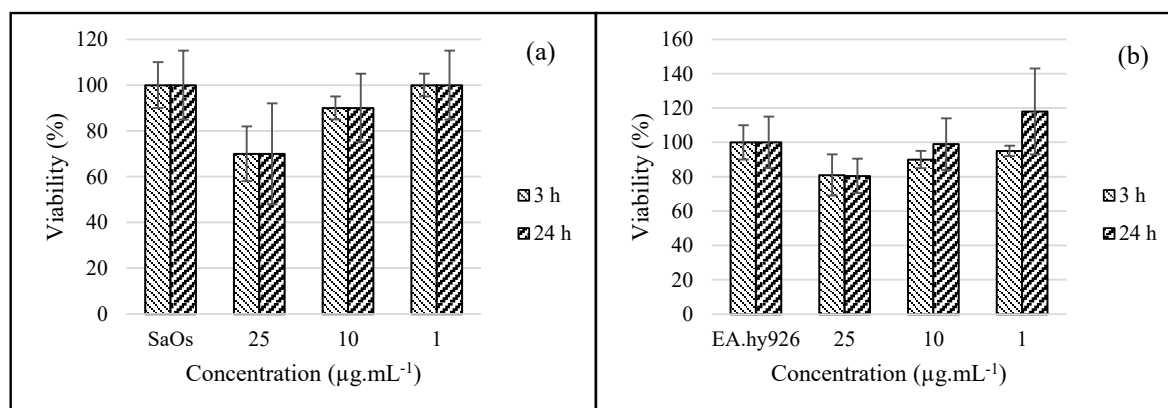 (a)
120
100
80
60
40
20
0
Viability (%)
SaOs 25 10 1
Concentration (µg.mL⁻¹)
3 h
24 h
(b)
160
140
120
100
80
60
40
20
0
Viability (%)
EA.hy926 25 10 1
Concentration (µg.mL⁻¹)
3 h
24 h